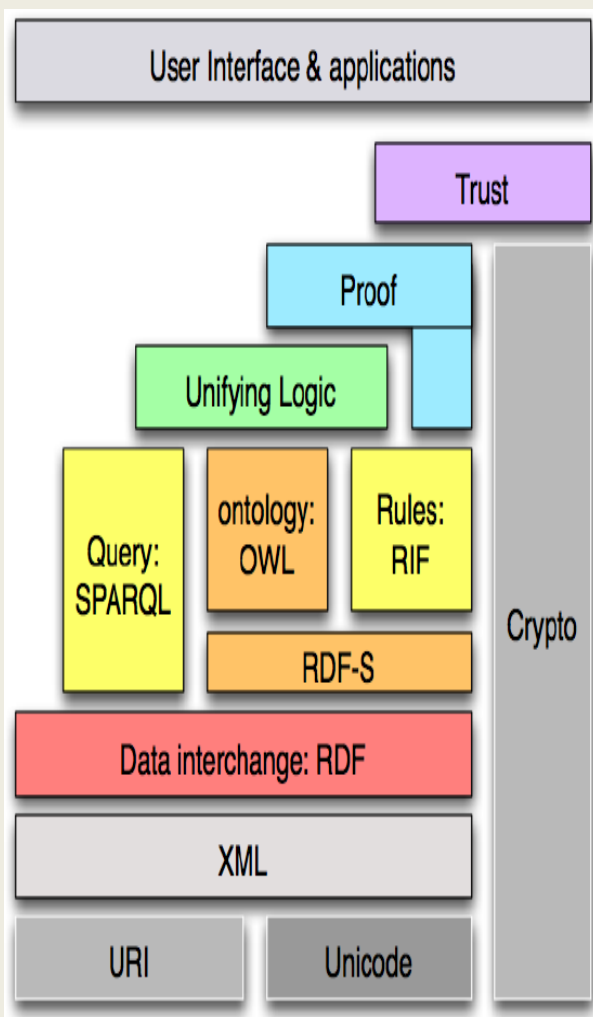 User Interface & applications
Trust
Proof
Unifying Logic
Query:
SPARQL
ontology:
OWL
Rules:
RIF
Crypto
RDF-S
Data interchange: RDF
XML
URI
Unicode